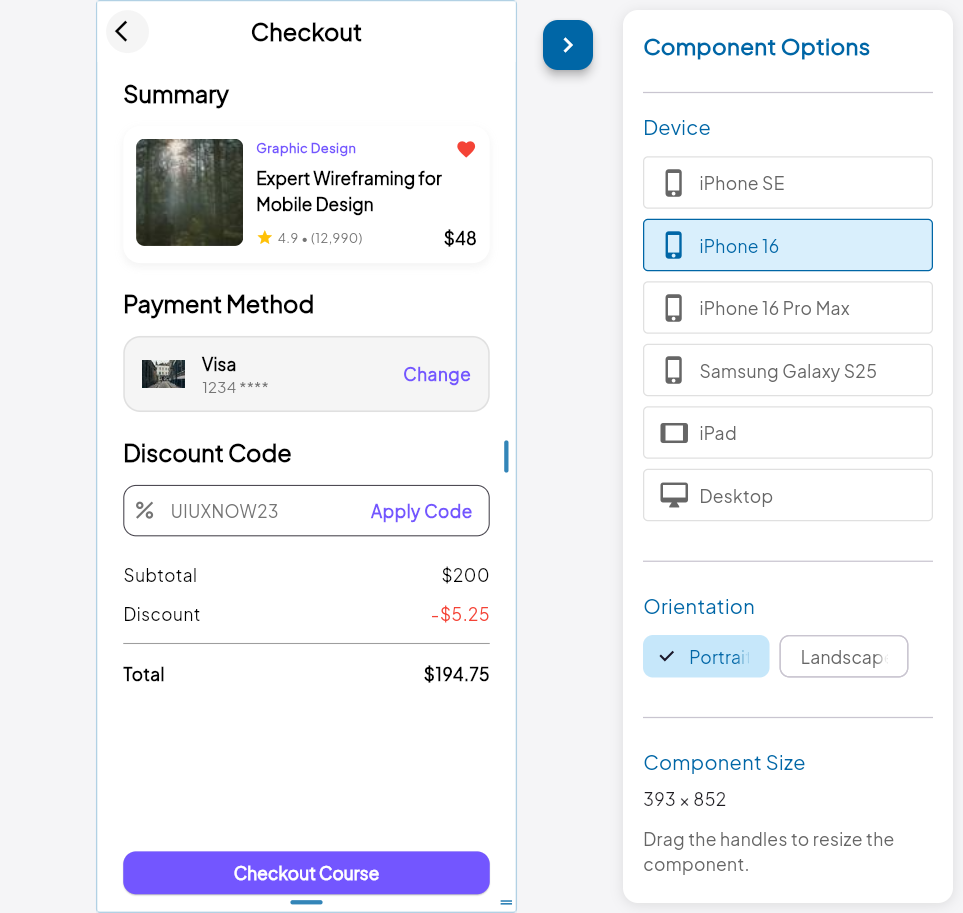 Checkout
Summary
Graphic Design
Expert Wireframing for
Mobile Design
4.9 • (12,990)
$48
Payment Method
Visa
1234 ****
Change
Discount Code
% UIUXNOW23
Apply Code
Subtotal
$200
Discount
-$5.25
Total
$194.75
Checkout Course
Component Options
Device
iPhone SE
iPhone 16
iPhone 16 Pro Max
Samsung Galaxy S25
iPad
Desktop
Orientation
Portrai
Landscap
Component Size
393 × 852
Drag the handles to resize the
component.